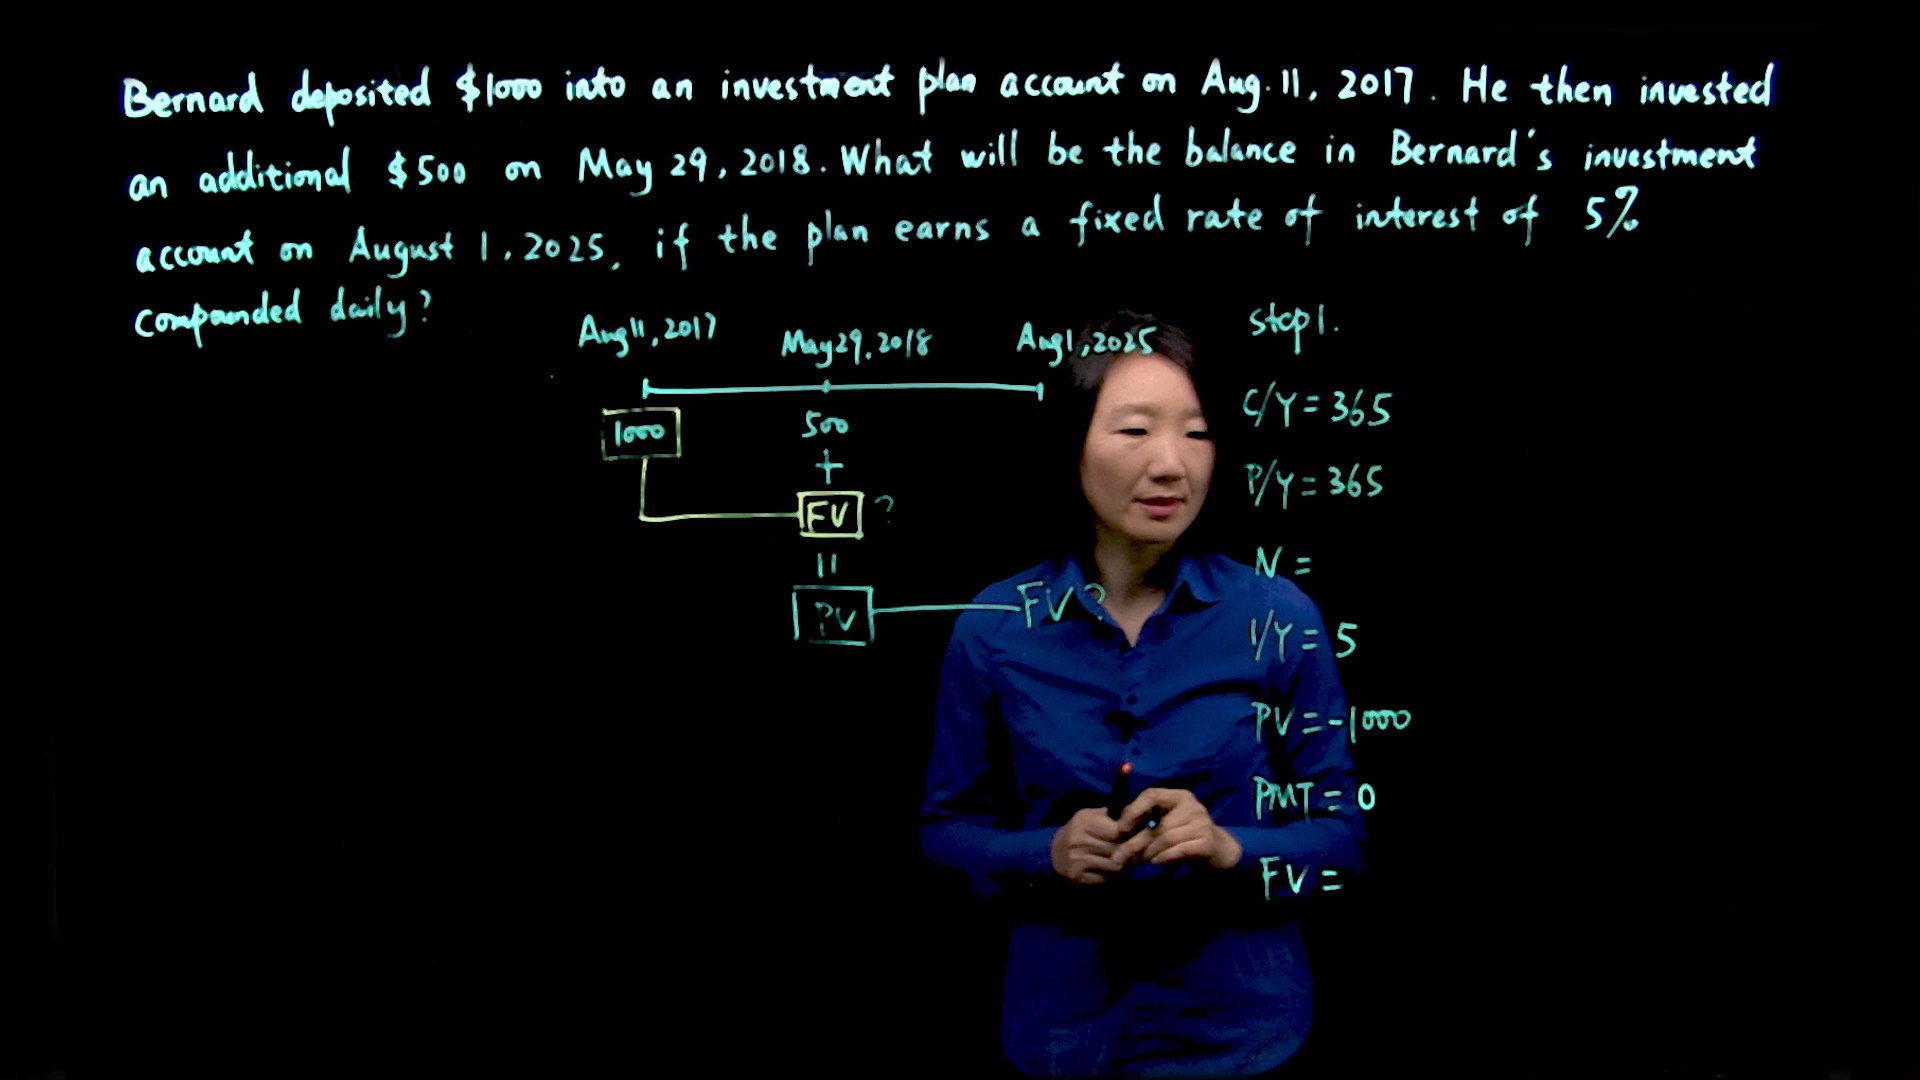 Bernard deposited $1000 into an investment plan account on Aug. 11, 2017. He then invested
an additional $500 on May 29, 2018. What will be the balance in Bernard's investment
account on August 1, 2025, if the plan earns a fixed rate of interest of 5%
compounded daily?
Aug 11, 2017 May 29, 2018 Aug 1, 2025
1000 500
+
FV ?
=
PV FV ?
step 1.
C/Y = 365
P/Y = 365
N =
I/Y = 5
PV = -1000
PMT = 0
FV =